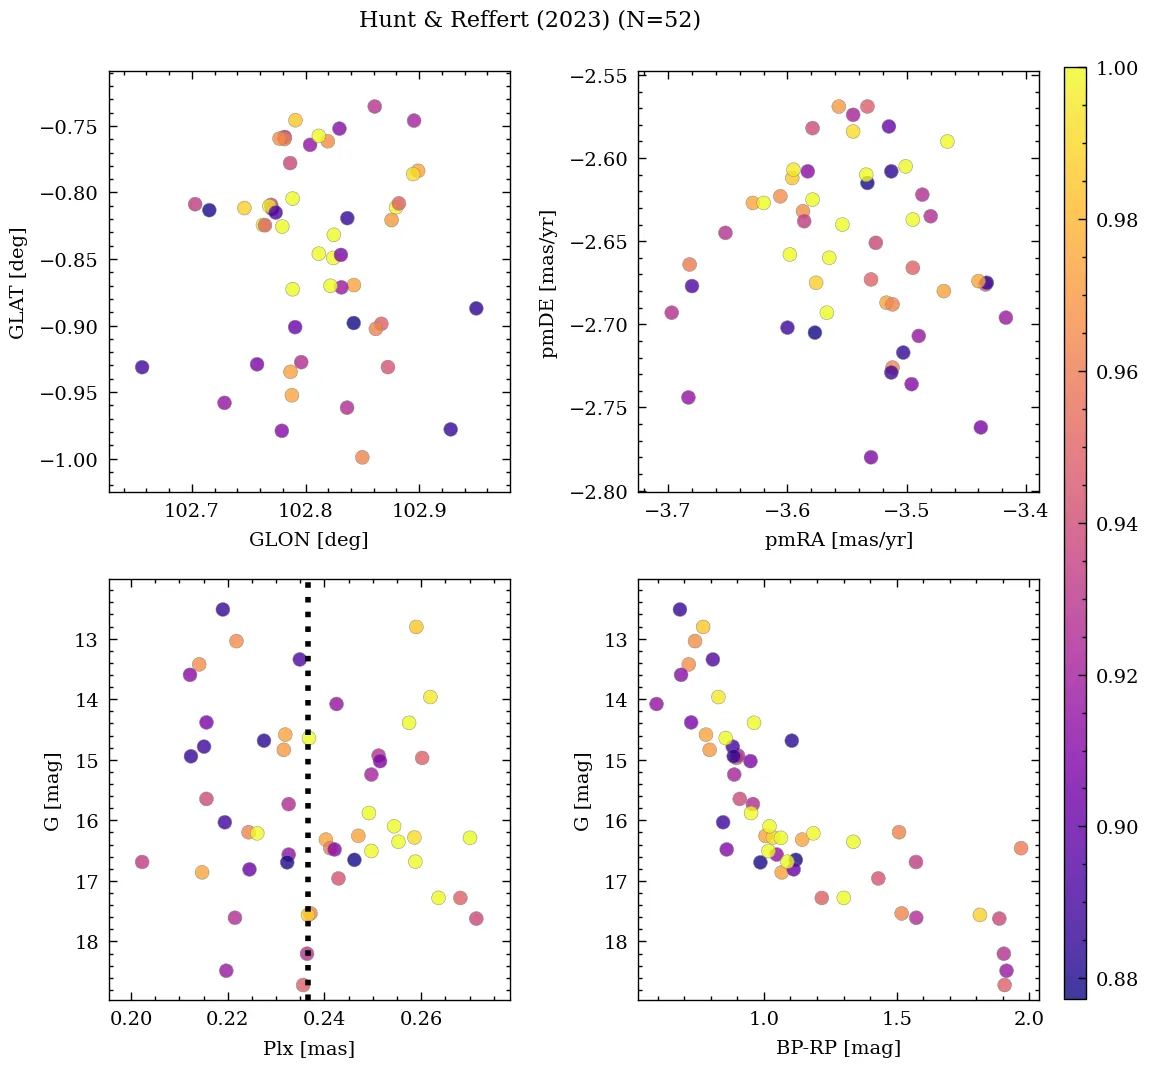 Hunt & Reffert (2023) (N=52)
−0.75
−0.80
−0.85
−0.90
−0.95
−1.00
GLAT [deg]
102.7 102.8 102.9
GLON [deg]
−2.55
−2.60
−2.65
−2.70
−2.75
−2.80
pmDE [mas/yr]
−3.7 −3.6 −3.5 −3.4
pmRA [mas/yr]
13
14
15
16
17
18
G [mag]
0.20 0.22 0.24 0.26
Plx [mas]
13
14
15
16
17
18
G [mag]
1.0 1.5 2.0
BP-RP [mag]
1.00
0.98
0.96
0.94
0.92
0.90
0.88